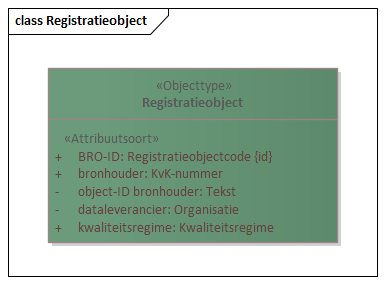 class Registratieobject
«Objecttype»
Registratieobject
«Attribuutsoort»
+ BRO-ID: Registratieobjectcode {id}
+ bronhouder: KvK-nummer
- object-ID bronhouder: Tekst
- dataleverancier: Organisatie
+ kwaliteitsregime: Kwaliteitsregime